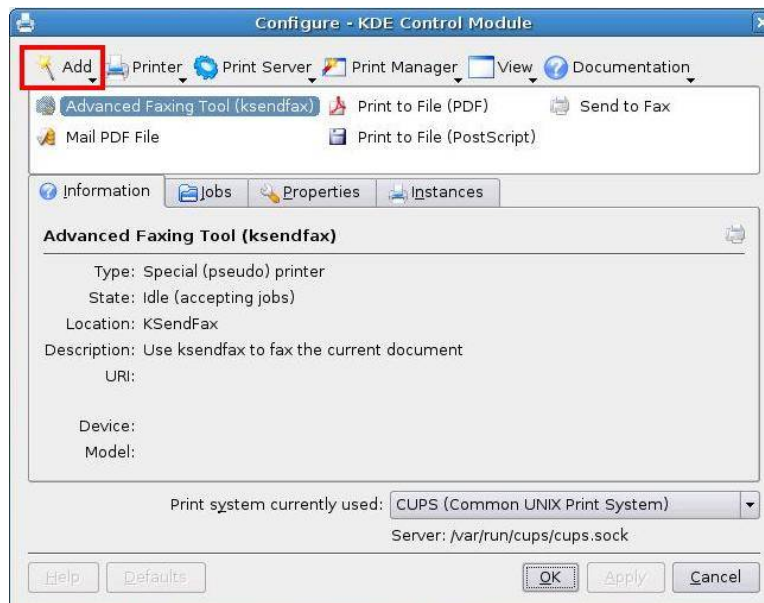 Configure - KDE Control Module
Add Printer Print Server Print Manager View Documentation
Advanced Faxing Tool (ksendfax) Print to File (PDF) Send to Fax
Mail PDF File Print to File (PostScript)
Information Jobs Properties Instances
Advanced Faxing Tool (ksendfax)
Type: Special (pseudo) printer
State: Idle (accepting jobs)
Location: KSendFax
Description: Use ksendfax to fax the current document
URI:
Device:
Model:
Print system currently used: CUPS (Common UNIX Print System)
Server: /var/run/cups/cups.sock
Help Defaults OK Apply Cancel